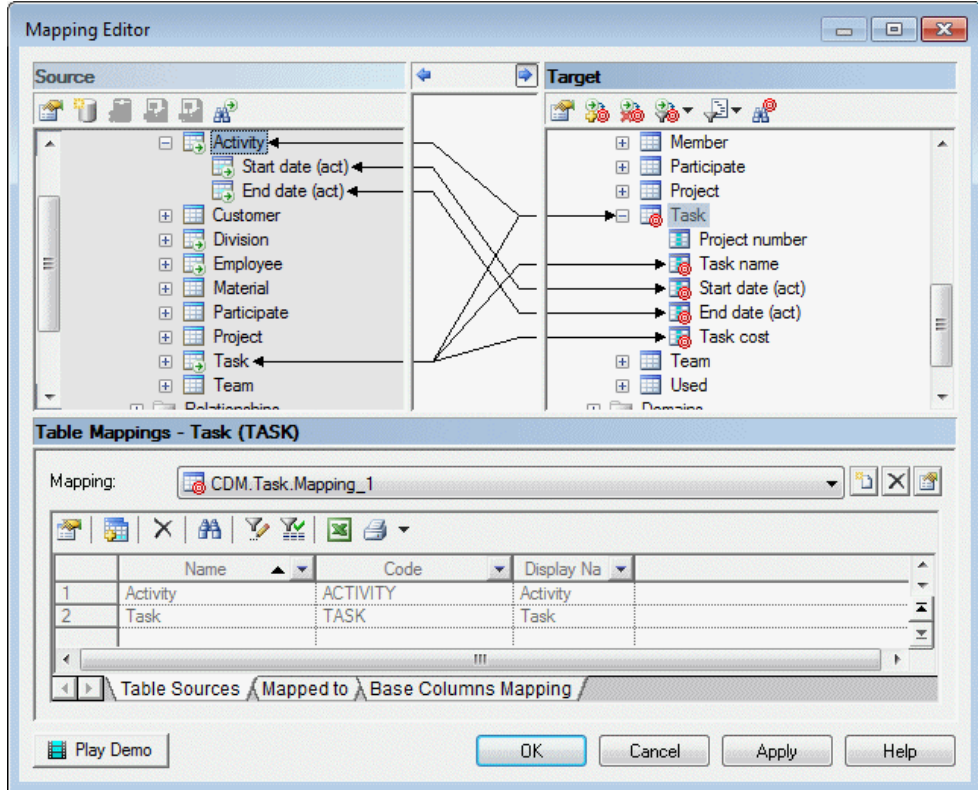 Mapping Editor
Source
Target
Activity
Start date (act)
End date (act)
Customer
Division
Employee
Material
Participate
Project
Task
Team
Relationships
Member
Participate
Project
Task
Project number
Task name
Start date (act)
End date (act)
Task cost
Team
Used
Domains
Table Mappings - Task (TASK)
Mapping: CDM.Task.Mapping_1
Name Code Display Na
1 Activity ACTIVITY Activity
2 Task TASK Task
Table Sources Mapped to Base Columns Mapping
Play Demo OK Cancel Apply Help